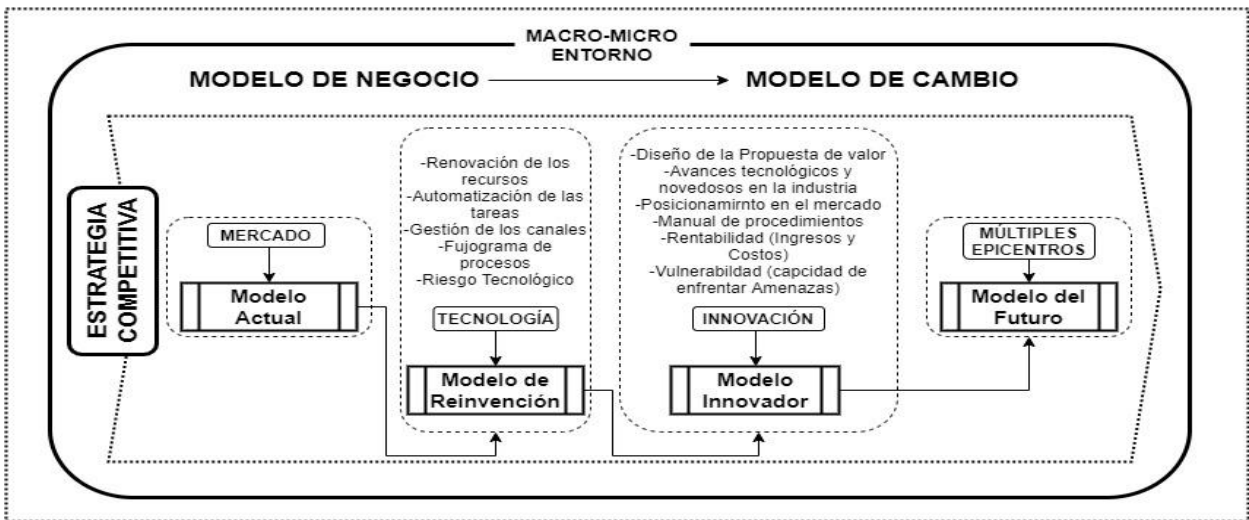 MACRO-MICRO
ENTORNO
MODELO DE NEGOCIO
MODELO DE CAMBIO
ESTRATEGIA
COMPETITIVA
MERCADO
Modelo
Actual
-Renovación de los
recursos
-Automatización de las
tareas
-Gestión de los canales
-Fujograma de
procesos
-Riesgo Tecnológico
TECNOLOGÍA
Modelo de
Reinvención
-Diseño de la Propuesta de valor
-Avances tecnológicos y
novedosos en la industria
-Posicionamirnto en el mercado
-Manual de procedimientos
-Rentabilidad (Ingresos y
Costos)
-Vulnerabildad (capcidad de
enfrentar Amenazas)
INNOVACIÓN
Modelo
Innovador
MÚLTIPLES
EPICENTROS
Modelo del
Futuro